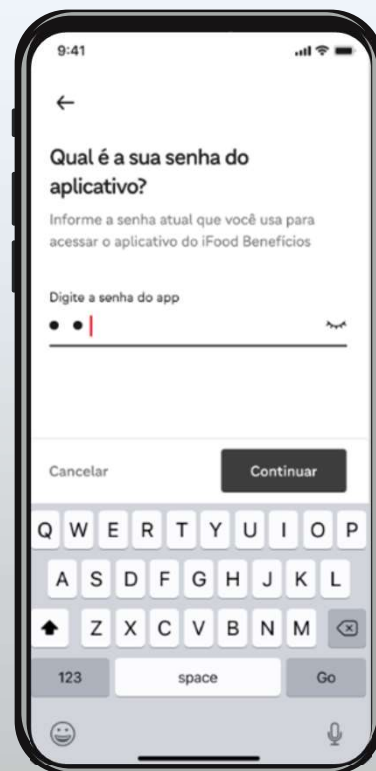 9:41
Qual é a sua senha do
aplicativo?
Informe a senha atual que você usa para
acessar o aplicativo do iFood Benefícios
Digite a senha do app
Cancelar
Continuar
Q W E R T Y U I O P
A S D F G H J K L
Z X C V B N M
123
space
Go